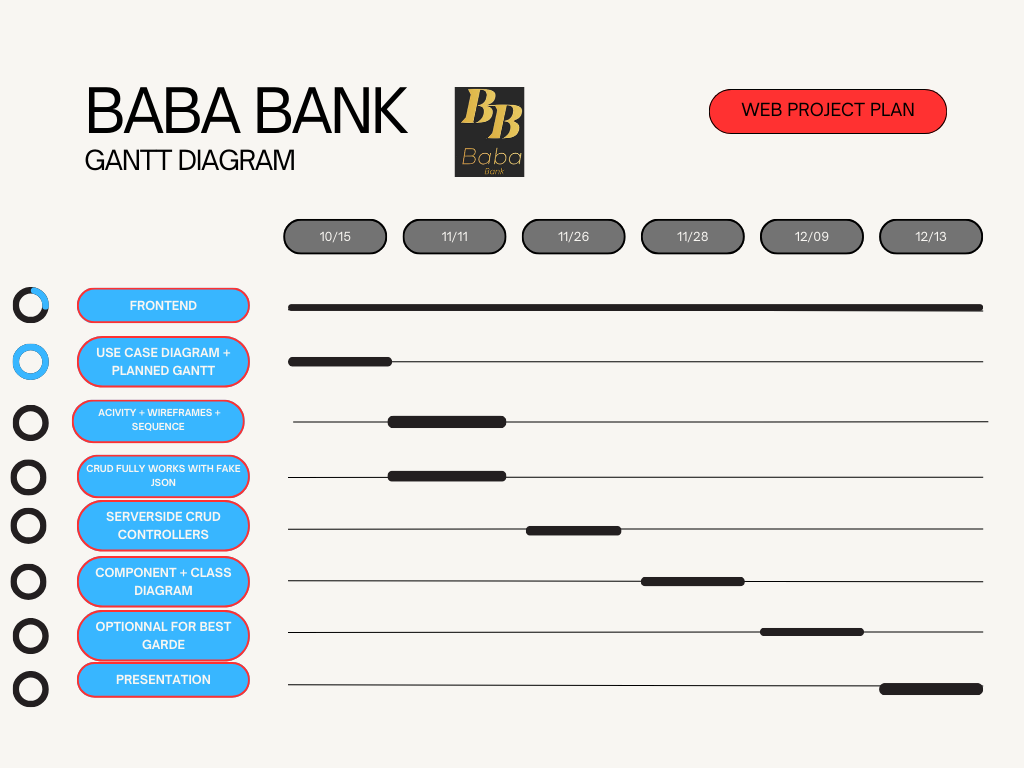 BABA BANK
GANTT DIAGRAM
BB
Baba
Bank
WEB PROJECT PLAN
10/15
11/11
11/26
11/28
12/09
12/13
FRONTEND
USE CASE DIAGRAM +
PLANNED GANTT
ACIVITY + WIREFRAMES +
SEQUENCE
CRUD FULLY WORKS WITH FAKE
JSON
SERVERSIDE CRUD
CONTROLLERS
COMPONENT + CLASS
DIAGRAM
OPTIONNAL FOR BEST
GARDE
PRESENTATION